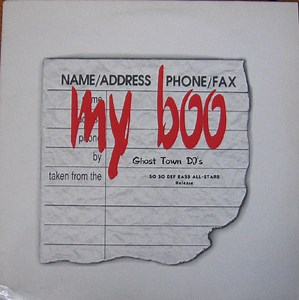 NAME/ADDRESS PHONE/FAX
my boo
by
Ghost Town DJ's
taken from the
SO SO DEF BASS ALL-STARS
Release